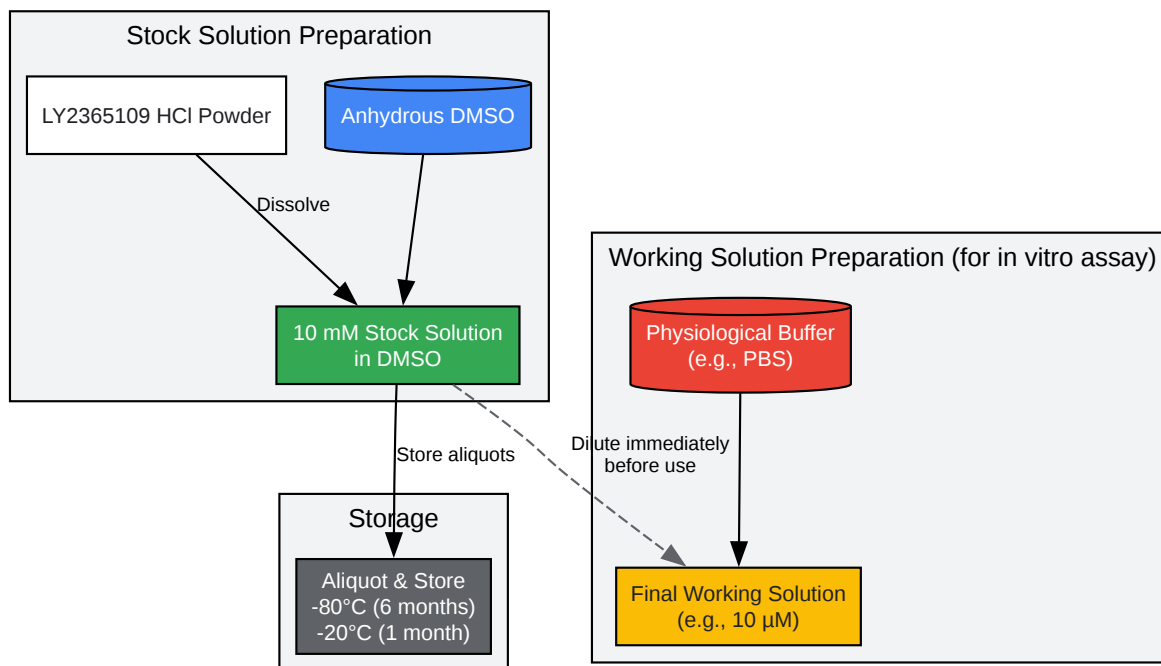 Stock Solution Preparation
LY2365109 HCl Powder
Anhydrous DMSO
Dissolve
10 mM Stock Solution
in DMSO
Store aliquots
Storage
Aliquot & Store
-80°C (6 months)
-20°C (1 month)
Working Solution Preparation (for in vitro assay)
Physiological Buffer
(e.g., PBS)
Dilute immediately
before use
Final Working Solution
(e.g., 10 µM)